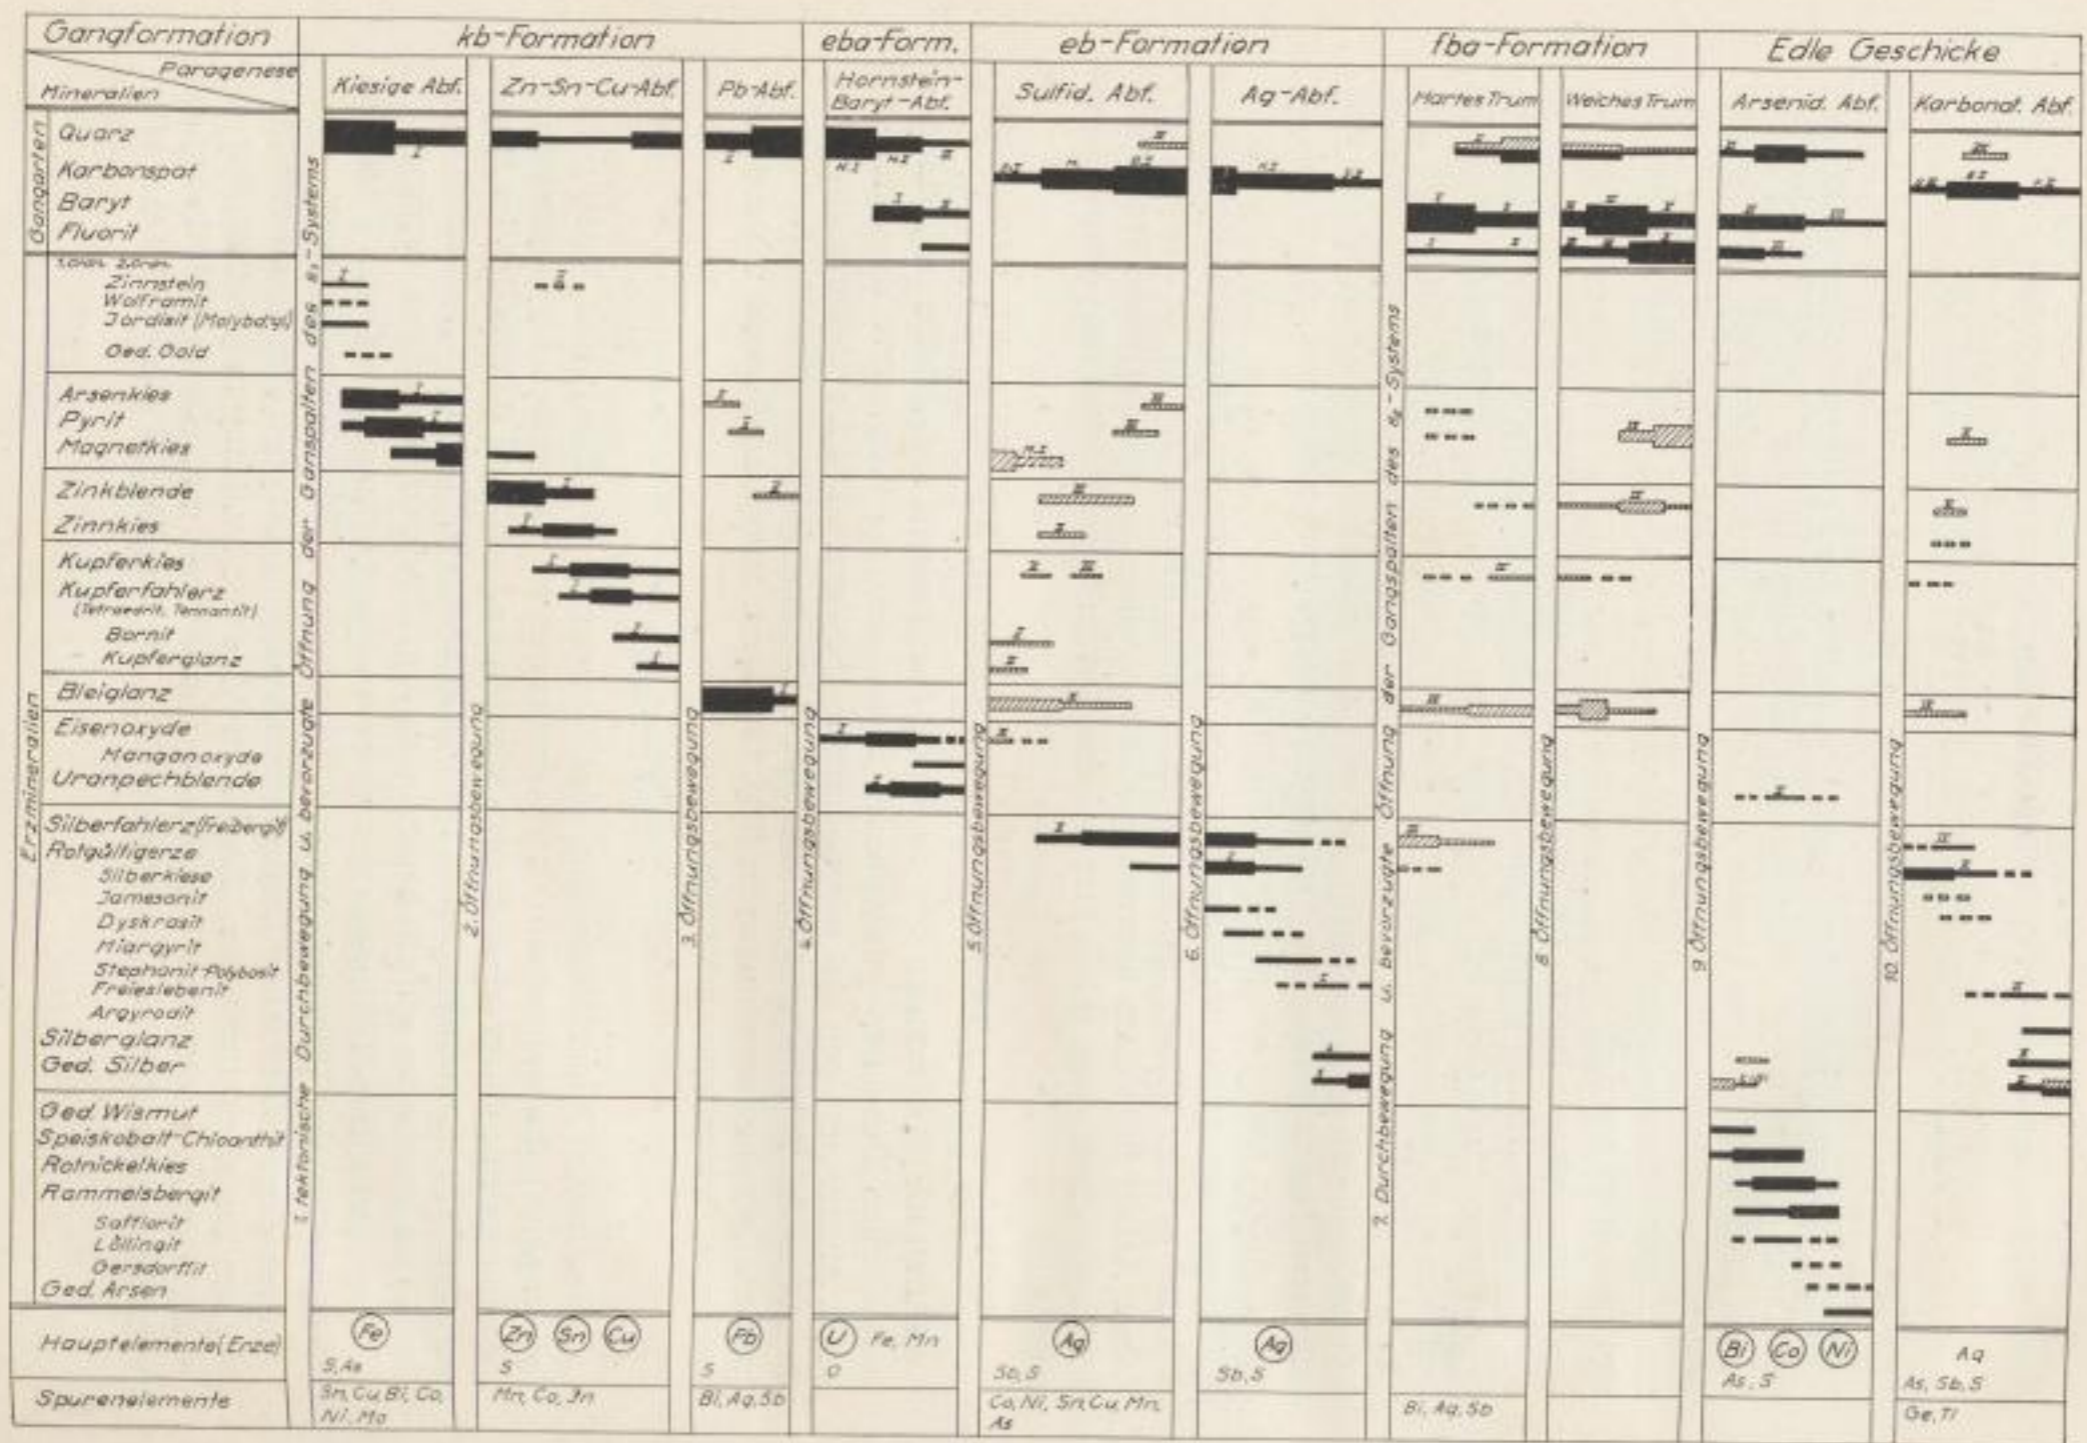 Gangformation
kb-Formation
eba-Form.
eb-Formation
fba-Formation
Edle Geschicke
Paragenese
Mineralien
Kiesige Abf.
Zn-Sn-Cu-Abf.
Pb-Abf.
Hornstein-
Baryt-Abf.
Sulfid. Abf.
Ag-Abf.
Hartes Trum
Weiches Trum
Arsenid. Abf.
Karbonat. Abf.
Gangarten
Quarz
Karbonspat
Baryt
Fluorit
Erzmineralien
Zinnstein
Wolframit
Jordisit
Ged. Gold
Arsenkies
Pyrit
Magnetkies
Zinkblende
Zinnkies
Kupferkies
Kupferfahlerz
(Tetraedrit, Tennantit)
Bornit
Kupferglanz
Bleiglanz
Eisenoxyde
Manganoxyde
Uranpechblende
Silberfahlerz (Freibergit)
Rotgültigerze
Silberkiese
Jamesonit
Dyskrasit
Miargyrit
Stephanit-Polybasit
Freieslebenit
Argyrodit
Silberglanz
Ged. Silber
Ged. Wismut
Speiskobalt-Chloanthit
Rotnickelkies
Rammelsbergit
Safflorit
Löllingit
Gersdorffit
Ged. Arsen
1. tektonische Durchbewegung u. bevorzugte Öffnung der Gangspalten des s₁-Systems
2. Öffnungsbewegung
3. Öffnungsbewegung
4. Öffnungsbewegung
5. Öffnungsbewegung
6. Öffnungsbewegung
7. Durchbewegung u. bevorzugte Öffnung der Gangspalten des s₂-Systems
8. Öffnungsbewegung
9. Öffnungsbewegung
10. Öffnungsbewegung
Hauptelemente (Erze)
Fe
S, As
Zn Sn Cu
S
Pb
S
U Fe, Mn
O
Ag
Sb, S
Ag
Sb, S
Bi Co Ni
As, S
Ag
As, Sb, S
Spurenelemente
Sn, Cu, Bi, Co,
Ni, Mo
Mn, Co, Jn
Bi, Ag, Sb
Co, Ni, Sn, Cu, Mn,
As
Bi, Ag, Sb
Ge, Tl